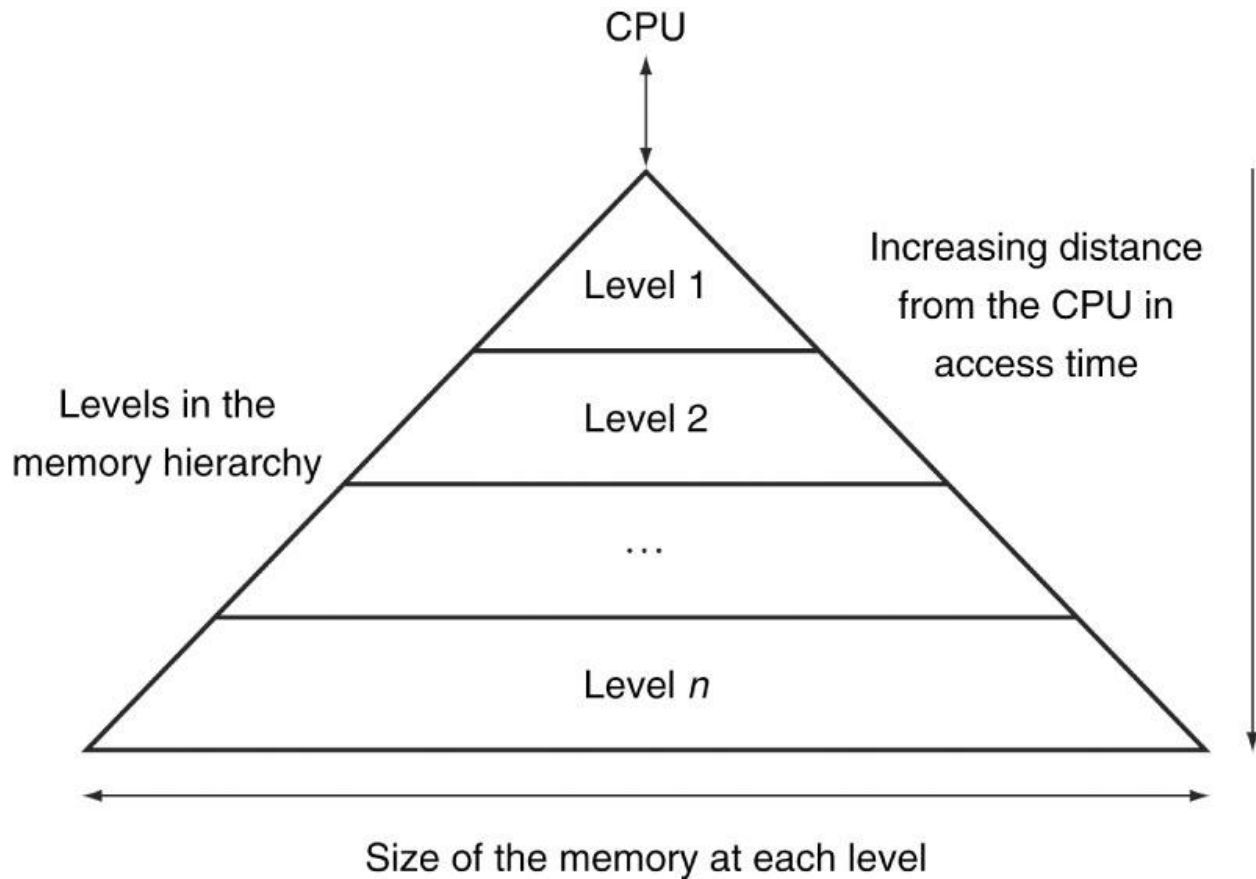 CPU
Level 1
Increasing distance
from the CPU in
access time
Levels in the
memory hierarchy
Level 2
...
Level n
Size of the memory at each level